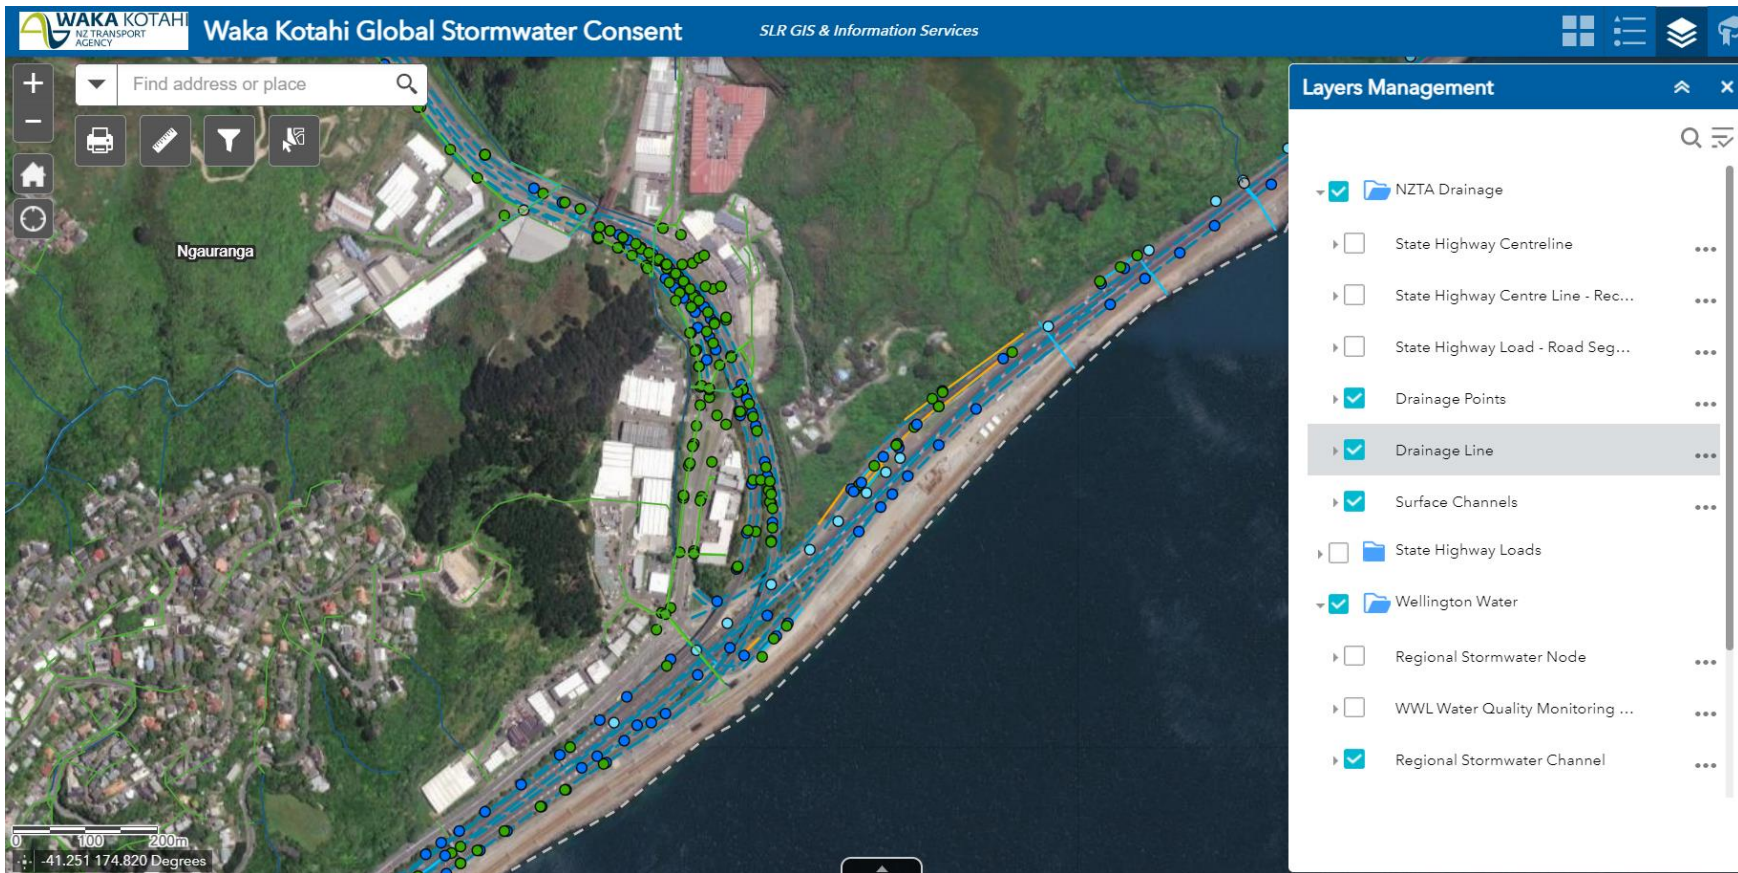 WAKA KOTAHI
NZ TRANSPORT
AGENCY
Waka Kotahi Global Stormwater Consent
SLR GIS & Information Services
Find address or place
Ngauranga
0 100 200m
-41.251 174.820 Degrees
Layers Management
NZTA Drainage
State Highway Centreline
State Highway Centre Line - Rec...
State Highway Load - Road Seg...
Drainage Points
Drainage Line
Surface Channels
State Highway Loads
Wellington Water
Regional Stormwater Node
WWL Water Quality Monitoring ...
Regional Stormwater Channel